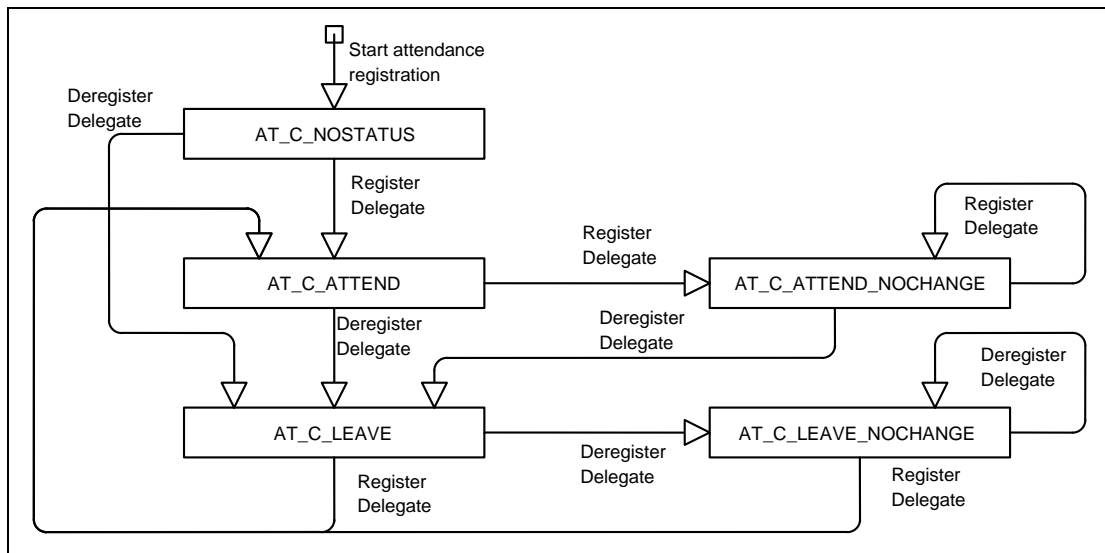 Start attendance
registration
Deregister
Delegate
AT_C_NOSTATUS
Register
Delegate
Register
Delegate
Register
Delegate
AT_C_ATTEND
AT_C_ATTEND_NOCHANGE
Deregister
Delegate
Deregister
Delegate
Deregister
Delegate
AT_C_LEAVE
AT_C_LEAVE_NOCHANGE
Deregister
Delegate
Register
Delegate
Register
Delegate